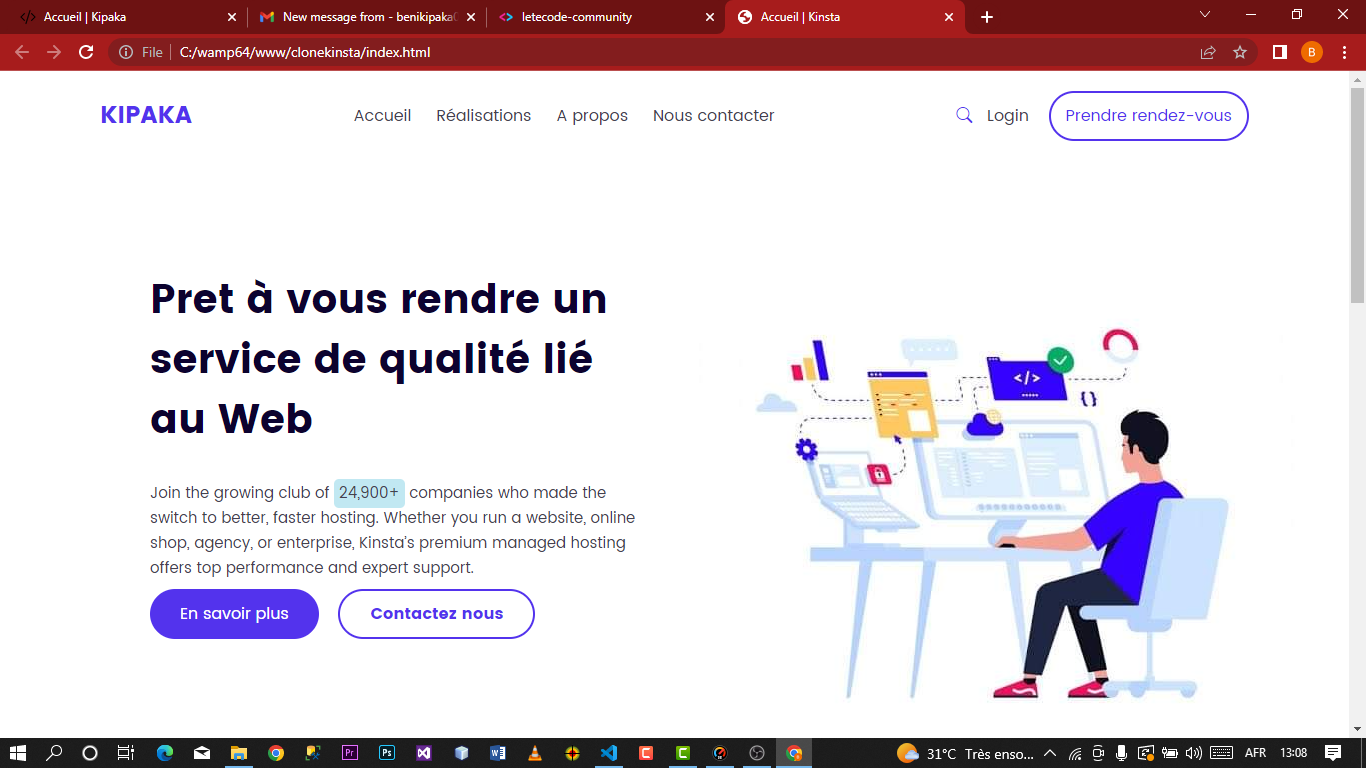 Accueil | Kipaka
New message from - benikipaka
letecode-community
Accueil | Kinsta
File
C:/wamp64/www/clonekinsta/index.html
B
KIPAKA
Accueil
Réalisations
A propos
Nous contacter
Login
Prendre rendez-vous
Pret à vous rendre un
service de qualité lié
au Web
Join the growing club of 24,900+ companies who made the
switch to better, faster hosting. Whether you run a website, online
shop, agency, or enterprise, Kinsta's premium managed hosting
offers top performance and expert support.
En savoir plus
Contactez nous
</>
{}
Pr
Ps
31°C Très enso...
AFR
13:08